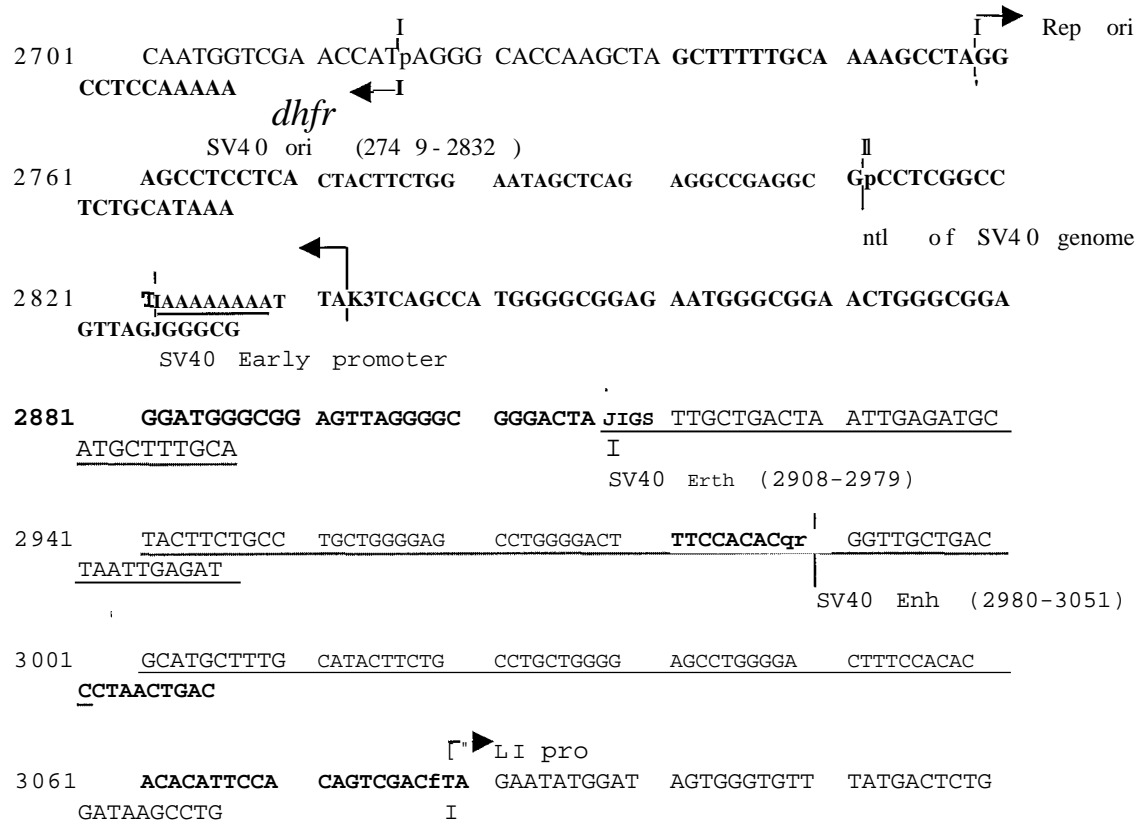 I I Rep ori
2701 CAATGGTCGA ACCATpAGGG CACCAAGCTA GCTTTTTGCA AAAGCCTAGG
CCTCCAAAAA I
dhfr
SV40 ori (274 9-2832 )
2761 AGCCTCCTCA CTACTTCTGG AATAGCTCAG AGGCCGAGGC GpCCTCGGCC
TCTGCATAAA
ntl of SV40 genome
2821 TIAAAAAAAAT TAK3TCAGCCA TGGGGCGGAG AATGGGCGGA ACTGGGCGGA
GTTAGJGGGCG
SV40 Early promoter
2881 GGATGGGCGG AGTTAGGGGC GGGACTA JIGS TTGCTGACTA ATTGAGATGC
ATGCTTTGCA I
SV40 Erth (2908-2979)
2941 TACTTCTGCC TGCTGGGGAG CCTGGGGACT TTCCACACqr GGTTGCTGAC
TAATTGAGAT
SV40 Enh (2980-3051)
3001 GCATGCTTTG CATACTTCTG CCTGCTGGGG AGCCTGGGGA CTTTCCACAC
CCTAACTGAC
LI pro
3061 ACACATTCCA CAGTCGACfTA GAATATGGAT AGTGGGTGTT TATGACTCTG
GATAAGCCTG I